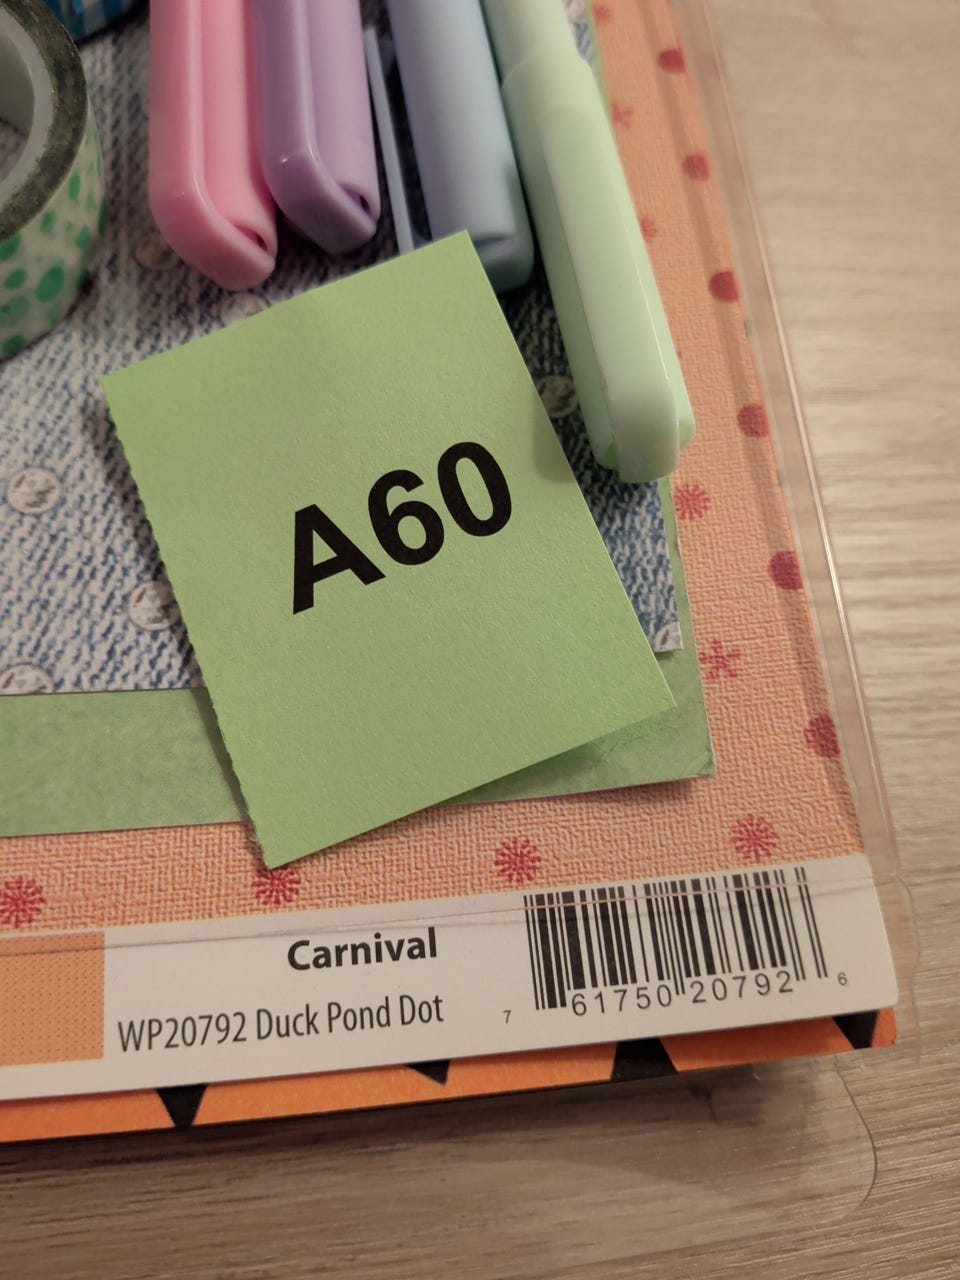 A60
Carnival
WP20792 Duck Pond Dot
7 61750 20792 6